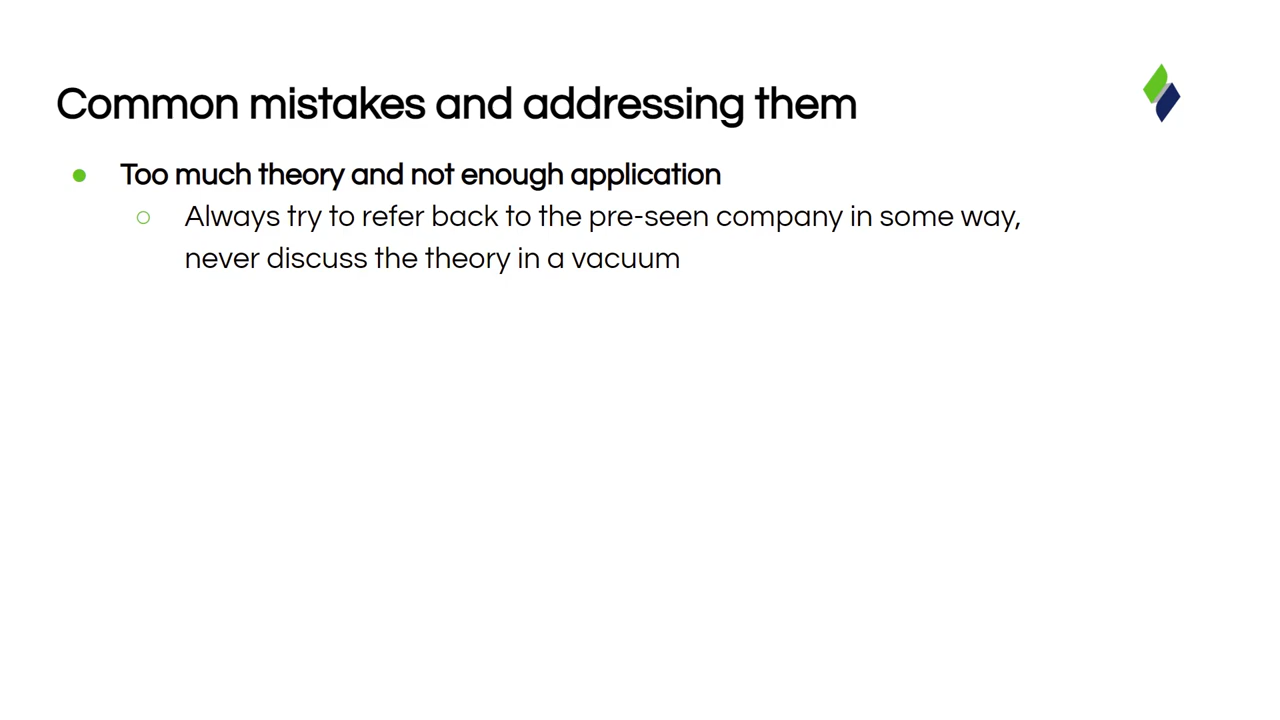 Common mistakes and addressing them
● Too much theory and not enough application
○ Always try to refer back to the pre-seen company in some way,
never discuss the theory in a vacuum